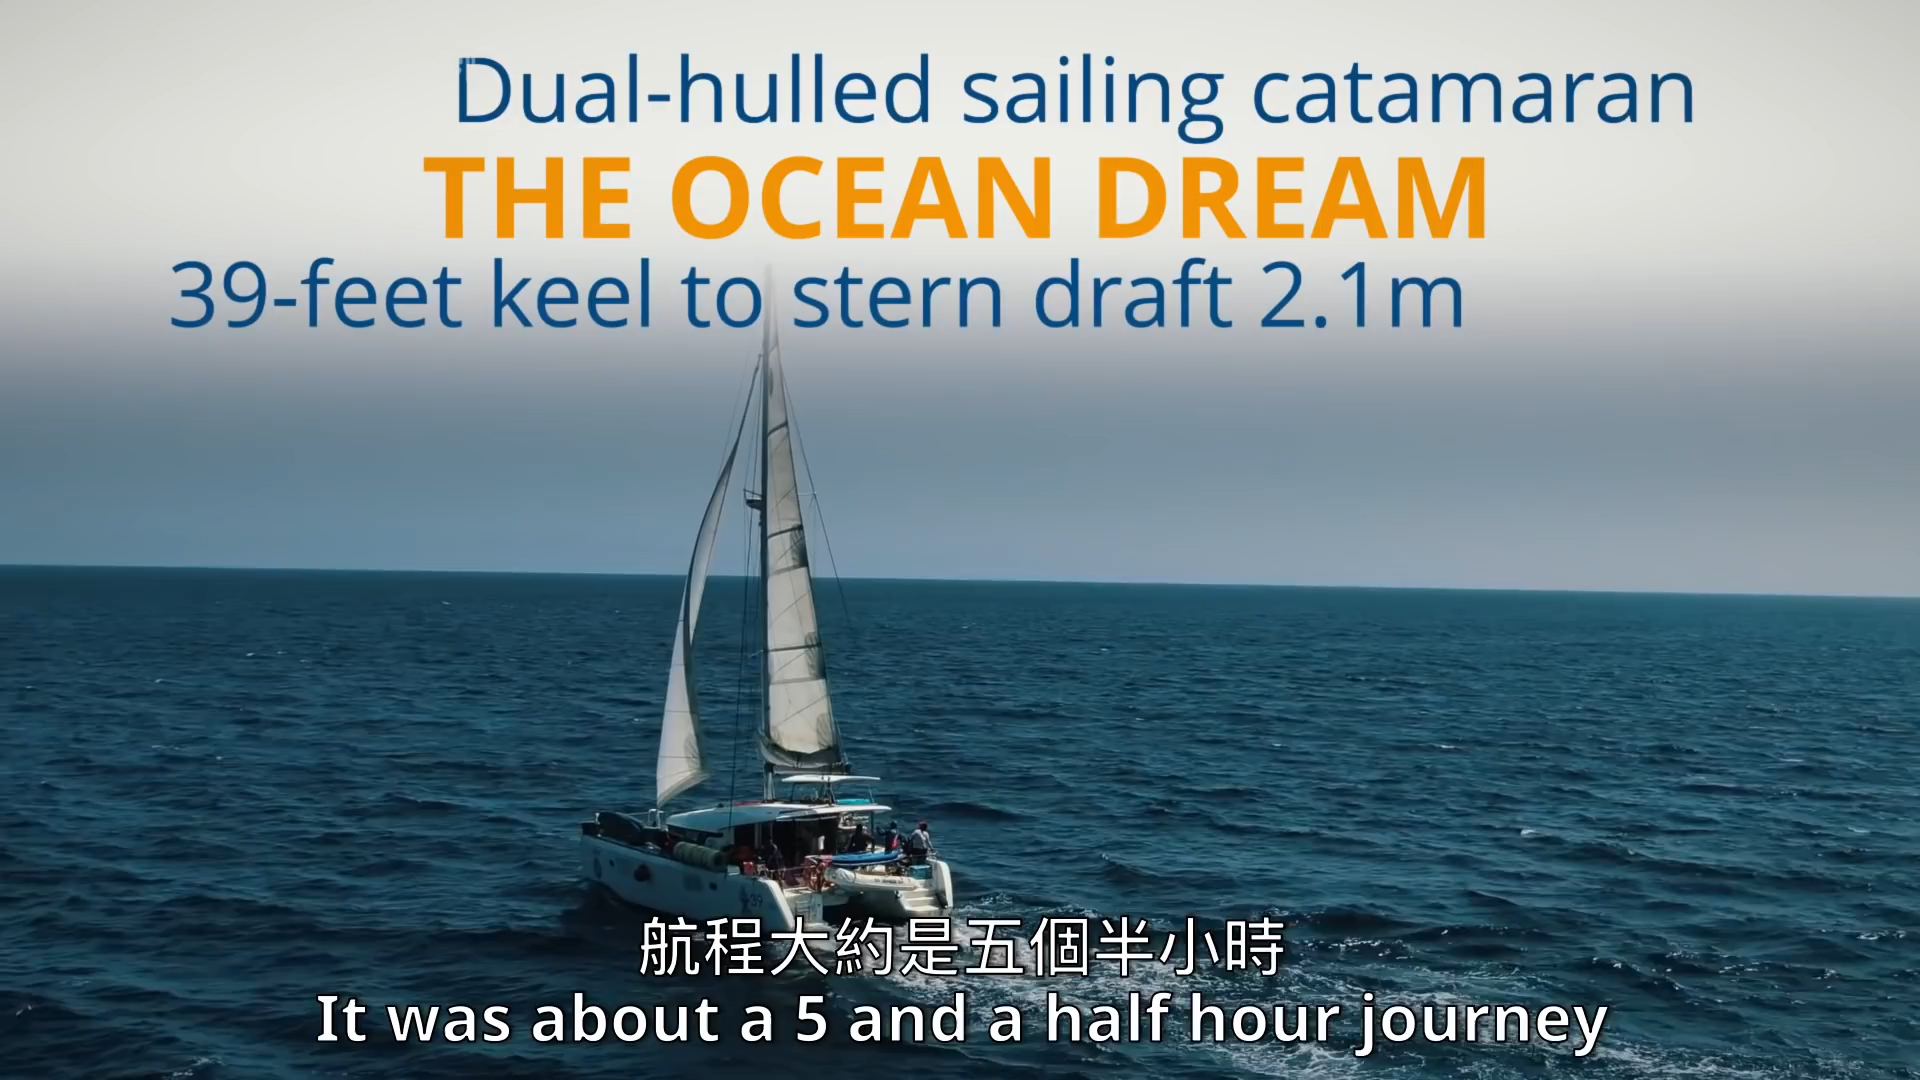 Dual-hulled sailing catamaran
THE OCEAN DREAM
39-feet keel to stern draft 2.1m
39
航程大約是五個半小時
It was about a 5 and a half hour journey